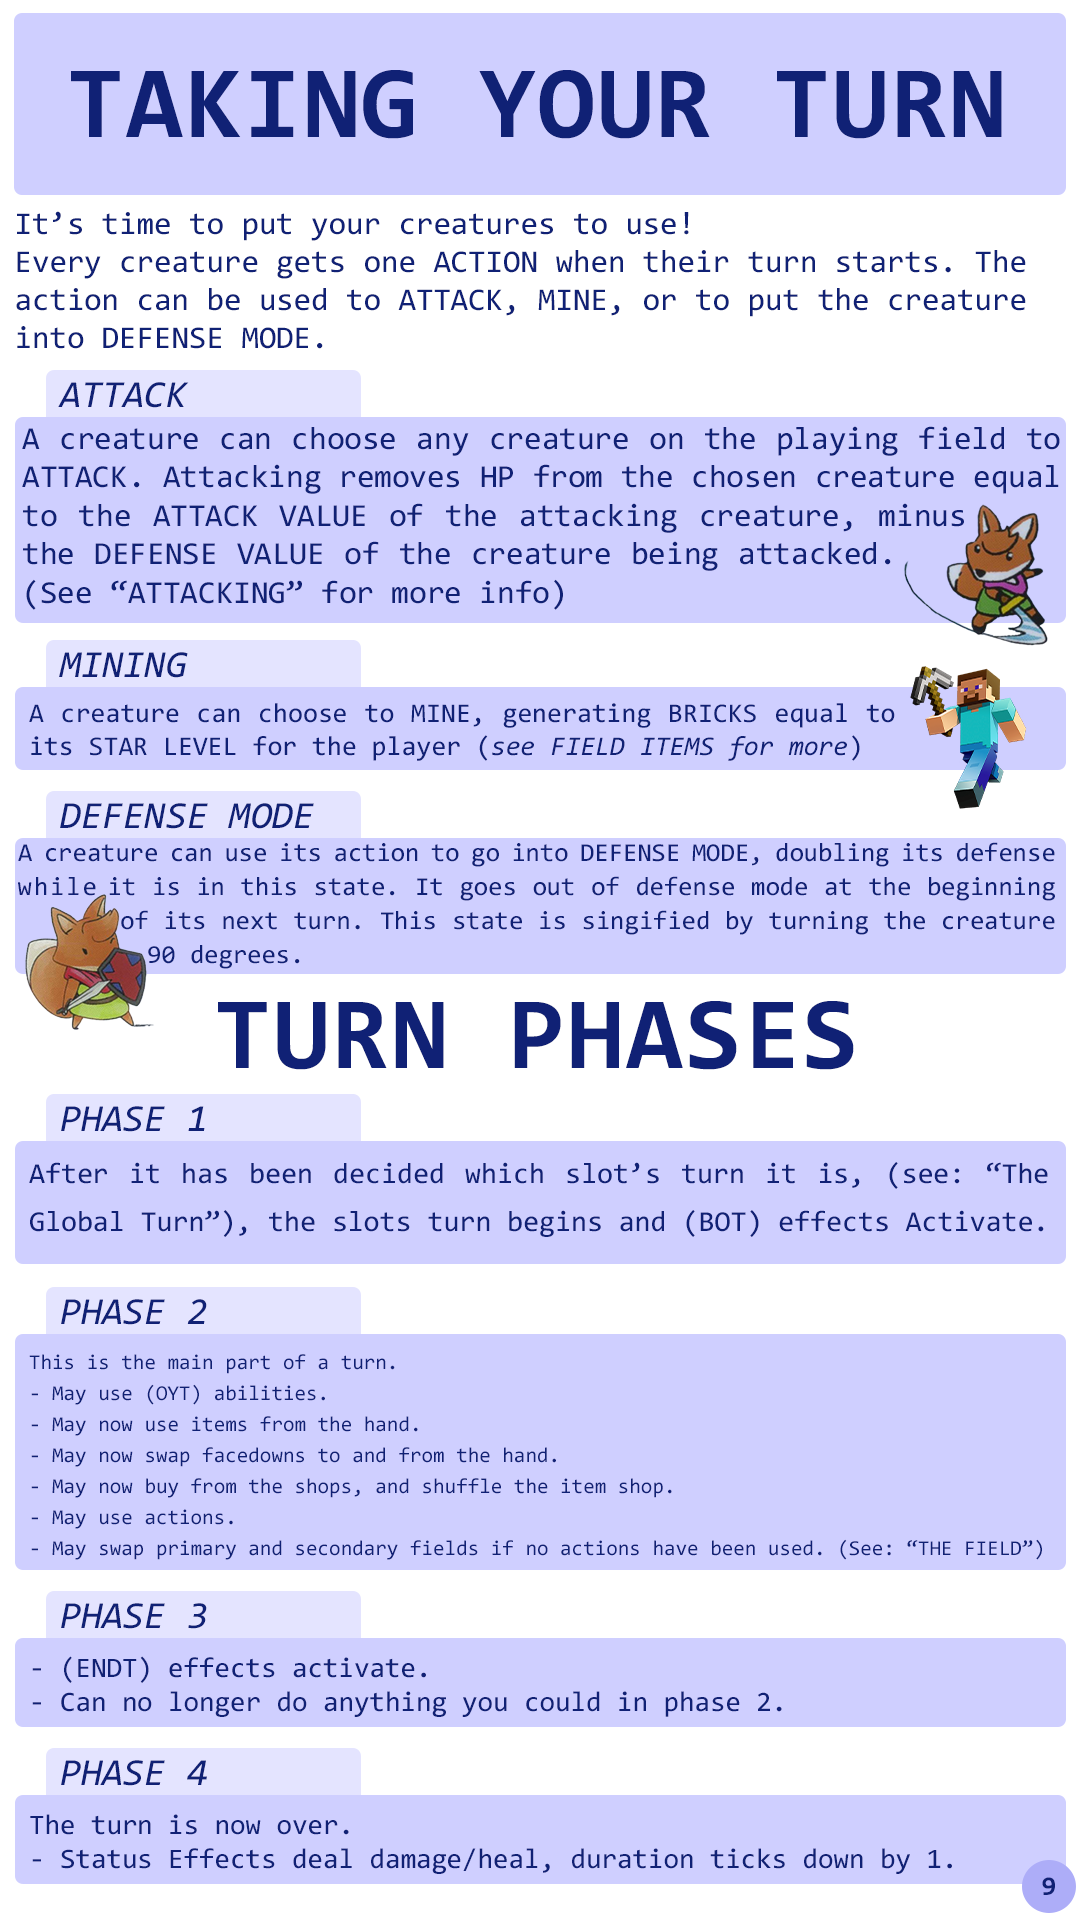 TAKING YOUR TURN
It’s time to put your creatures to use!
Every creature gets one ACTION when their turn starts. The
action can be used to ATTACK, MINE, or to put the creature
into DEFENSE MODE.
ATTACK
A creature can choose any creature on the playing field to
ATTACK. Attacking removes HP from the chosen creature equal
to the ATTACK VALUE of the attacking creature, minus
the DEFENSE VALUE of the creature being attacked.
(See “ATTACKING” for more info)
MINING
A creature can choose to MINE, generating BRICKS equal to
its STAR LEVEL for the player (see FIELD ITEMS for more)
DEFENSE MODE
A creature can use its action to go into DEFENSE MODE, doubling its defense
while it is in this state. It goes out of defense mode at the beginning
of its next turn. This state is singified by turning the creature
90 degrees.
TURN PHASES
PHASE 1
After it has been decided which slot’s turn it is, (see: “The
Global Turn”), the slots turn begins and (BOT) effects Activate.
PHASE 2
This is the main part of a turn.
- May use (OYT) abilities.
- May now use items from the hand.
- May now swap facedowns to and from the hand.
- May now buy from the shops, and shuffle the item shop.
- May use actions.
- May swap primary and secondary fields if no actions have been used. (See: “THE FIELD”)
PHASE 3
- (ENDT) effects activate.
- Can no longer do anything you could in phase 2.
PHASE 4
The turn is now over.
- Status Effects deal damage/heal, duration ticks down by 1.
9